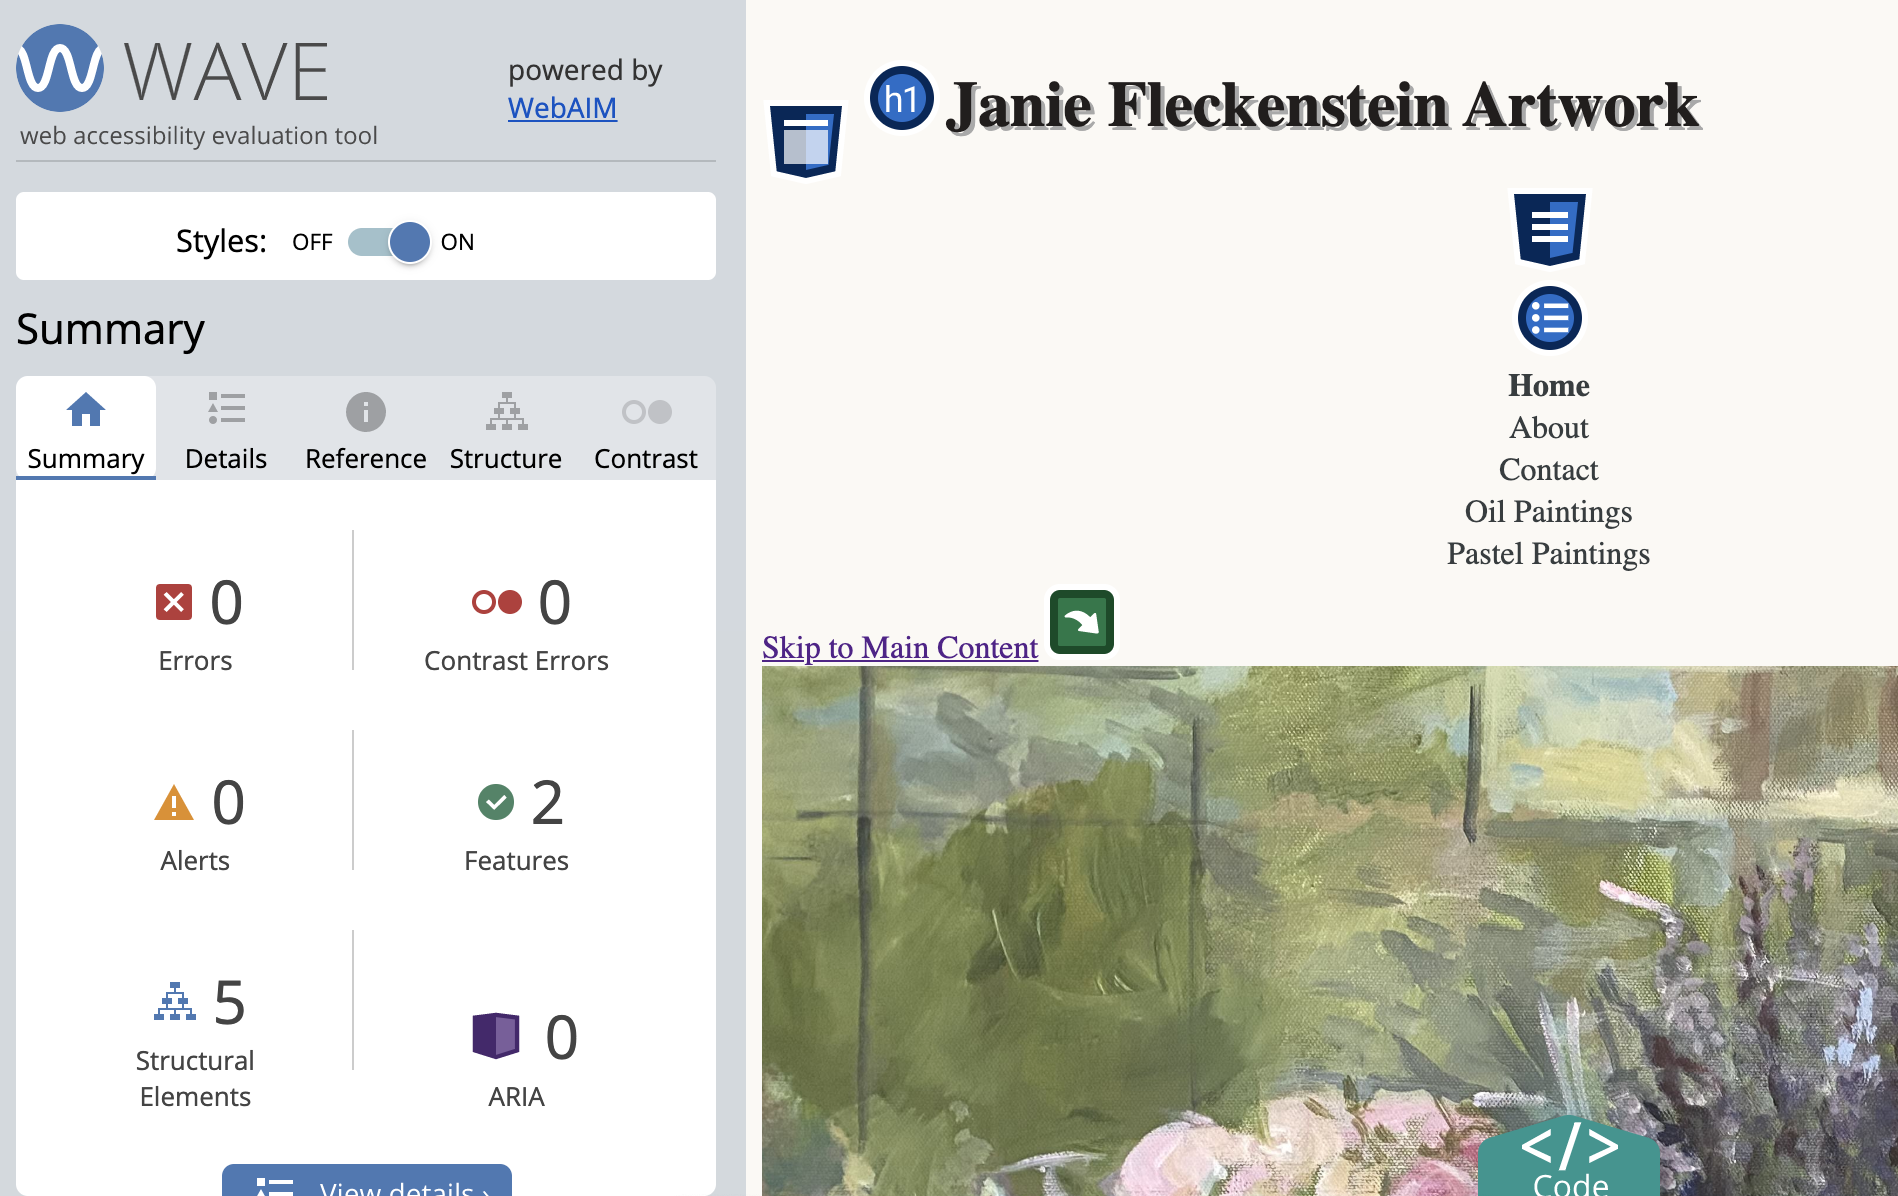 WAVE
web accessibility evaluation tool
powered by
WebAIM
Styles: OFF ON
Summary
Summary Details Reference Structure Contrast
0
Errors
0
Contrast Errors
0
Alerts
2
Features
5
Structural
Elements
0
ARIA
View details ›
h1 Janie Fleckenstein Artwork
Home
About
Contact
Oil Paintings
Pastel Paintings
Skip to Main Content
</>
Code